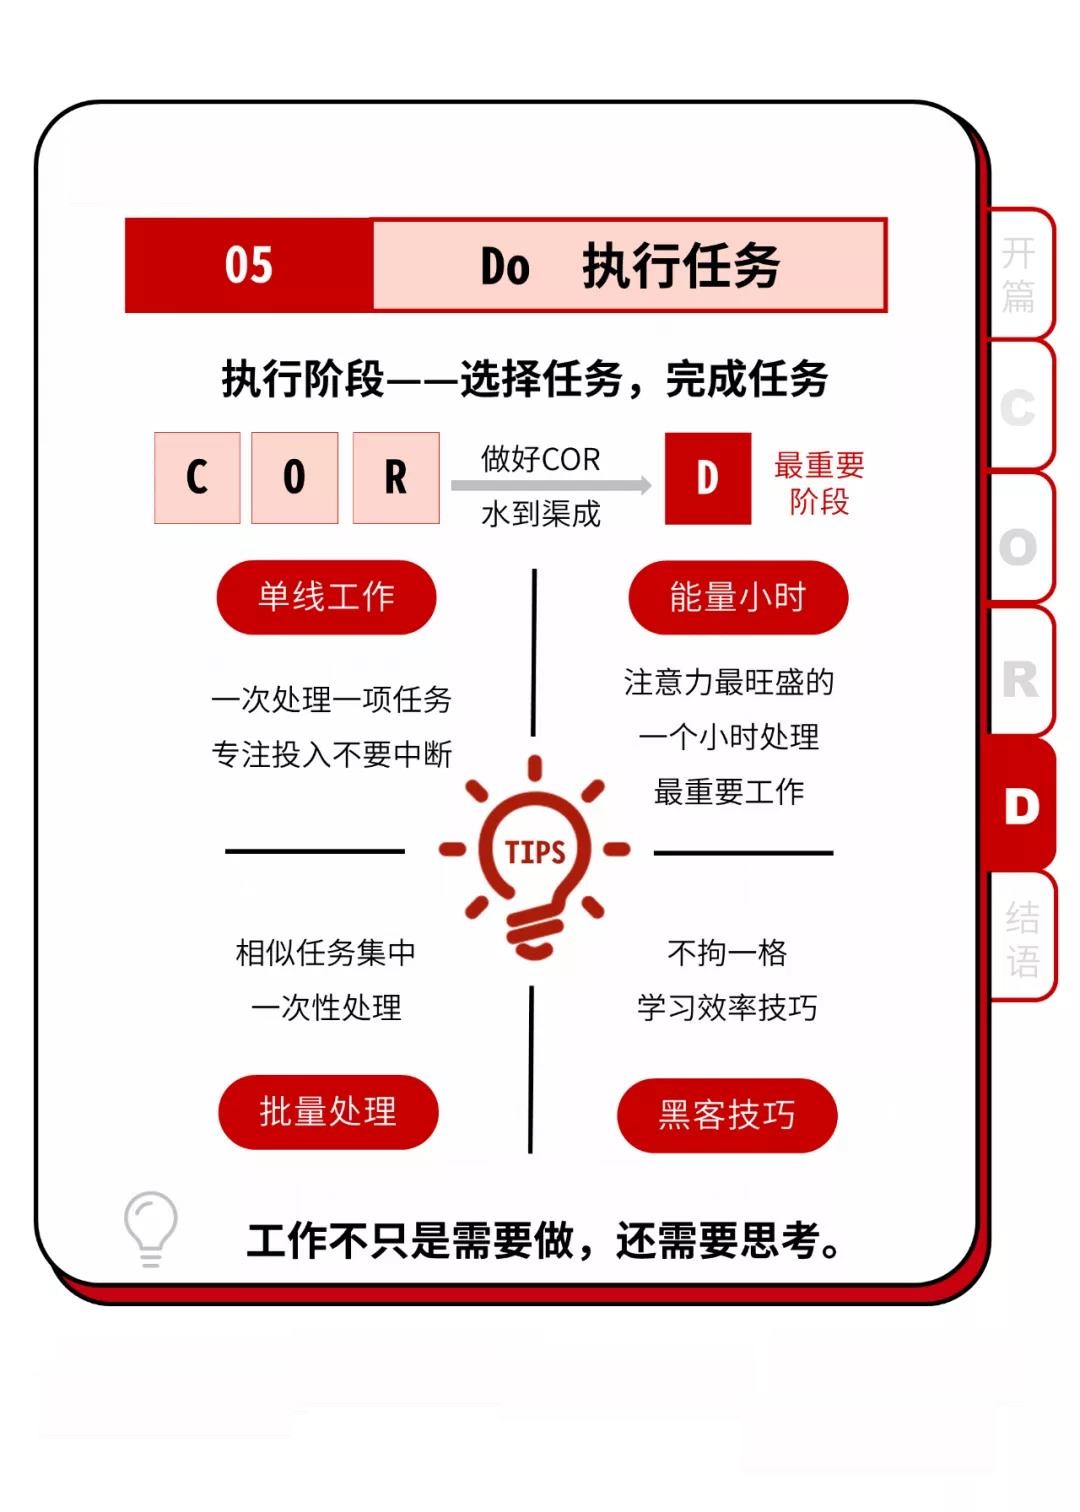 05
Do 执行任务
执行阶段——选择任务，完成任务
C O R
做好COR
水到渠成
D
最重要
阶段
单线工作
一次处理一项任务
专注投入不要中断
能量小时
注意力最旺盛的
一个小时处理
最重要工作
TIPS
相似任务集中
一次性处理
批量处理
不拘一格
学习效率技巧
黑客技巧
工作不只是需要做，还需要思考。
开
篇
C
O
R
D
结
语